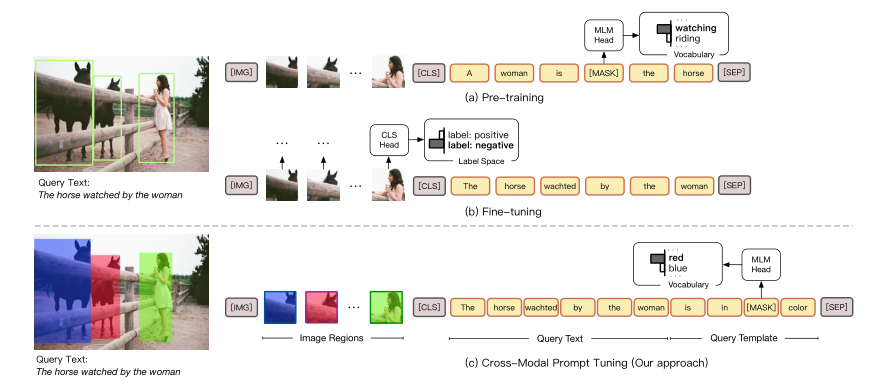 MLM
Head
. . .
watching
riding
. . .
Vocabulary
[IMG]
...
[CLS] A woman is [MASK] the horse [SEP]
(a) Pre-training
Query Text:
The horse watched by the woman
... ... CLS
Head
label: positive
label: negative
Label Space
[IMG]
...
[CLS] The horse wachted by the woman [SEP]
(b) Fine-tuning
. . .
red
blue
. . .
Vocabulary
MLM
Head
[IMG]
...
[CLS] The horse wachted by the woman is in [MASK] color [SEP]
Image Regions Query Text Query Template
Query Text:
The horse watched by the woman
(c) Cross-Modal Prompt Tuning (Our approach)